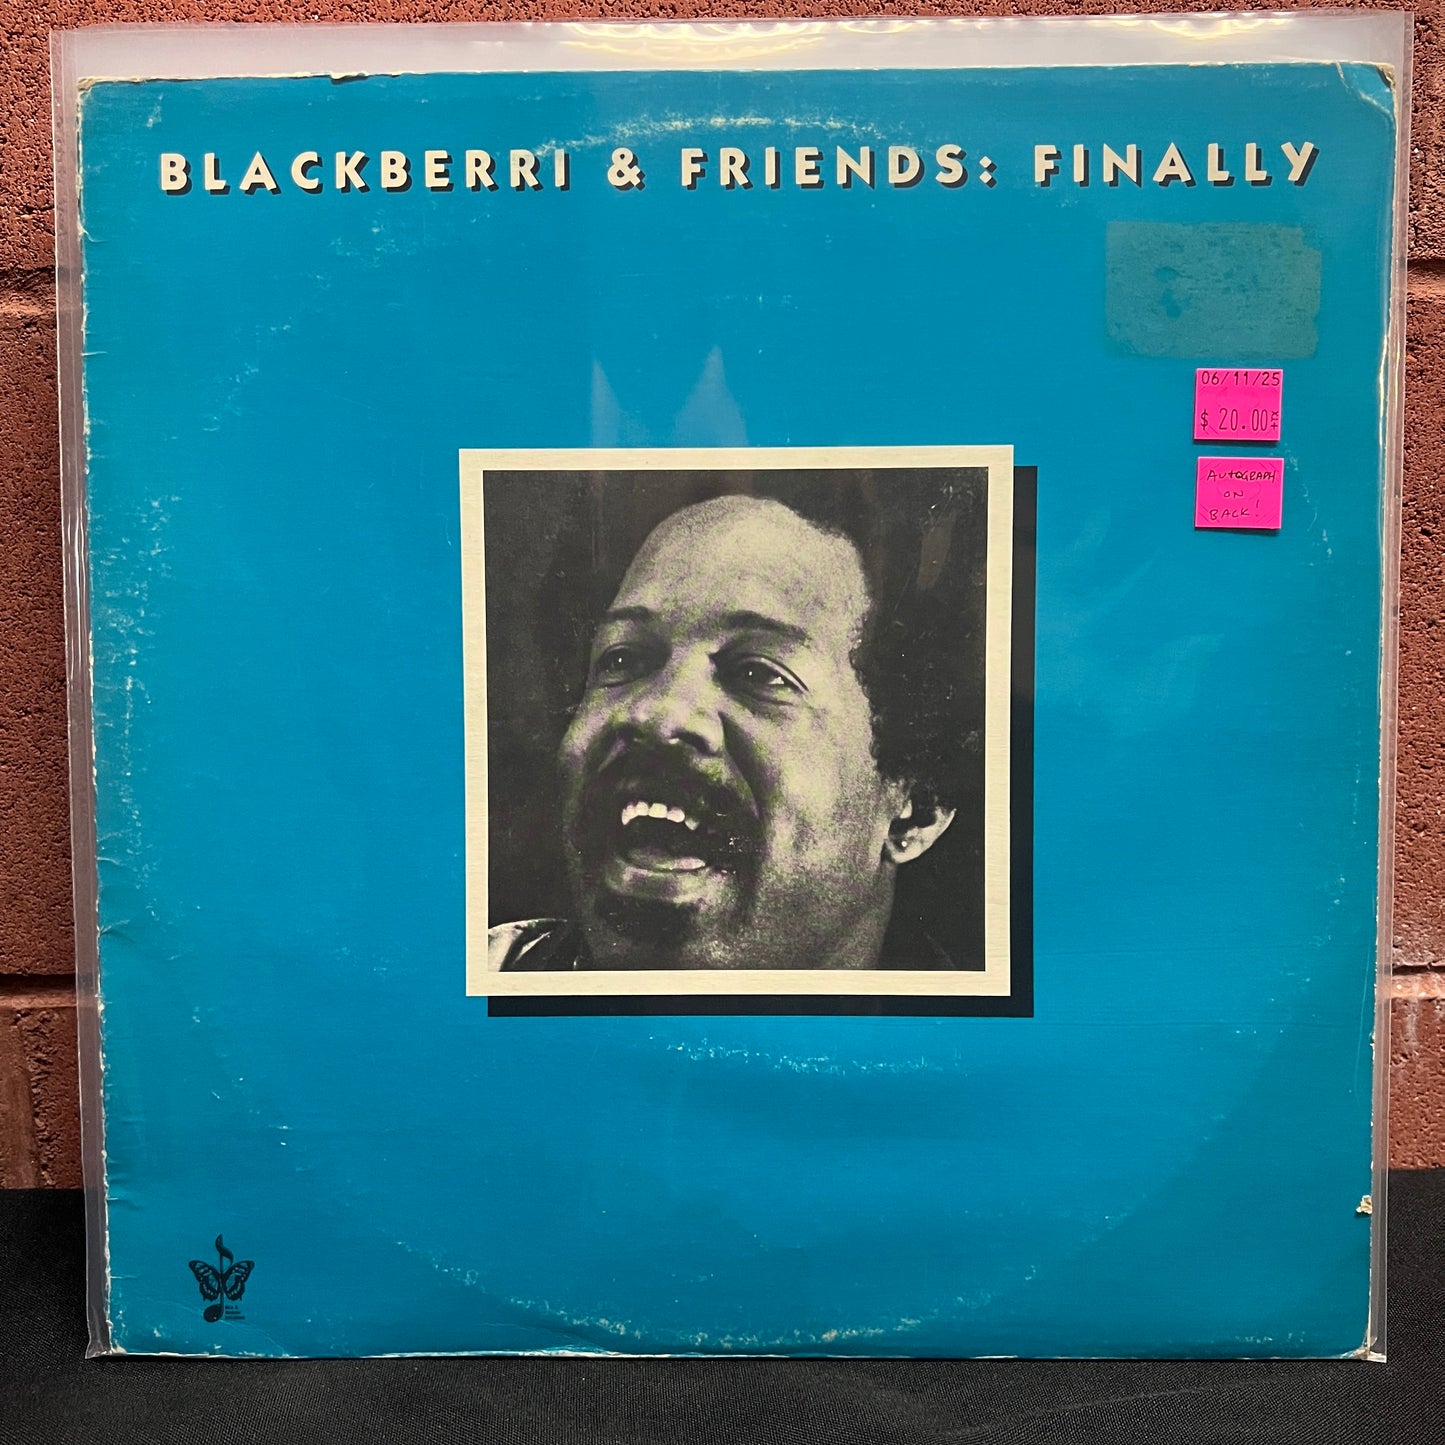 BLACKBERRI & FRIENDS: FINALLY
06/11/25
$ 20.00
AUTOGRAPH
ON
BACK!